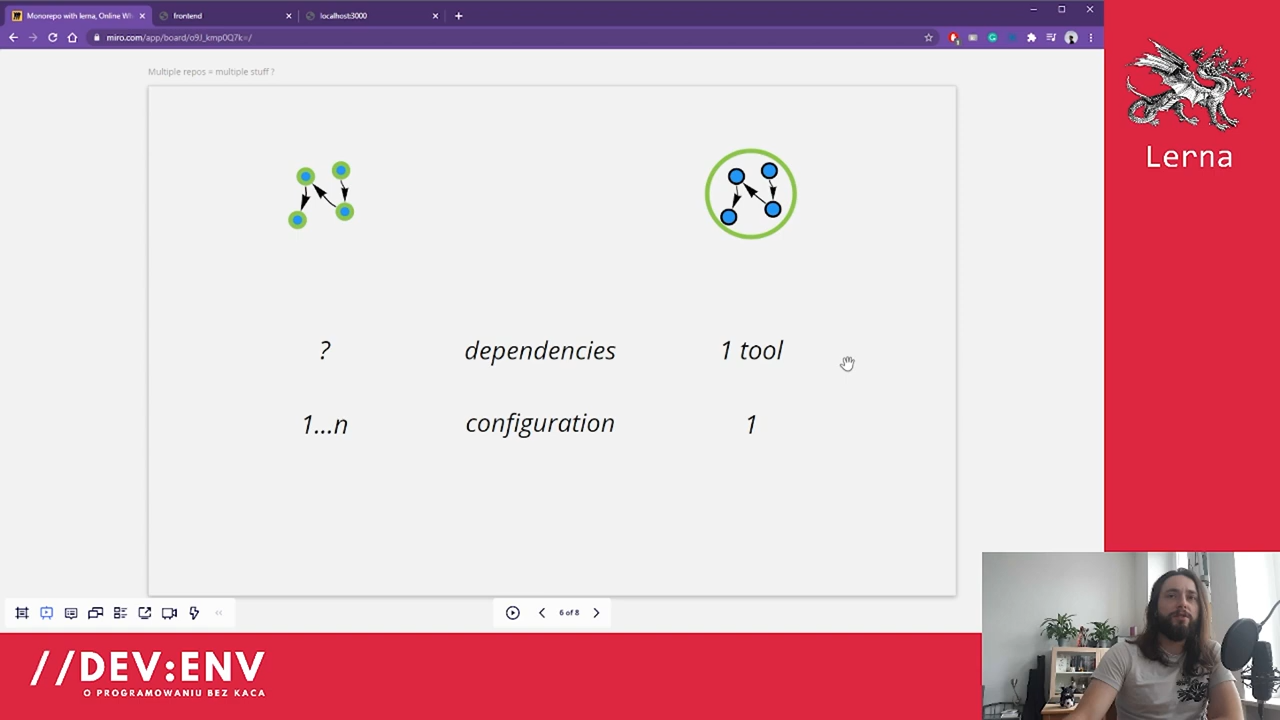 Monorepo with lerna, Online Wh
frontend
localhost:3000
miro.com/app/board/o9J_kmp0Q7k=/
Multiple repos = multiple stuff ?
Lerna
? dependencies 1 tool
1...n configuration 1
6 of 8
//DEV:ENV
O PROGRAMOWANIU BEZ KACA